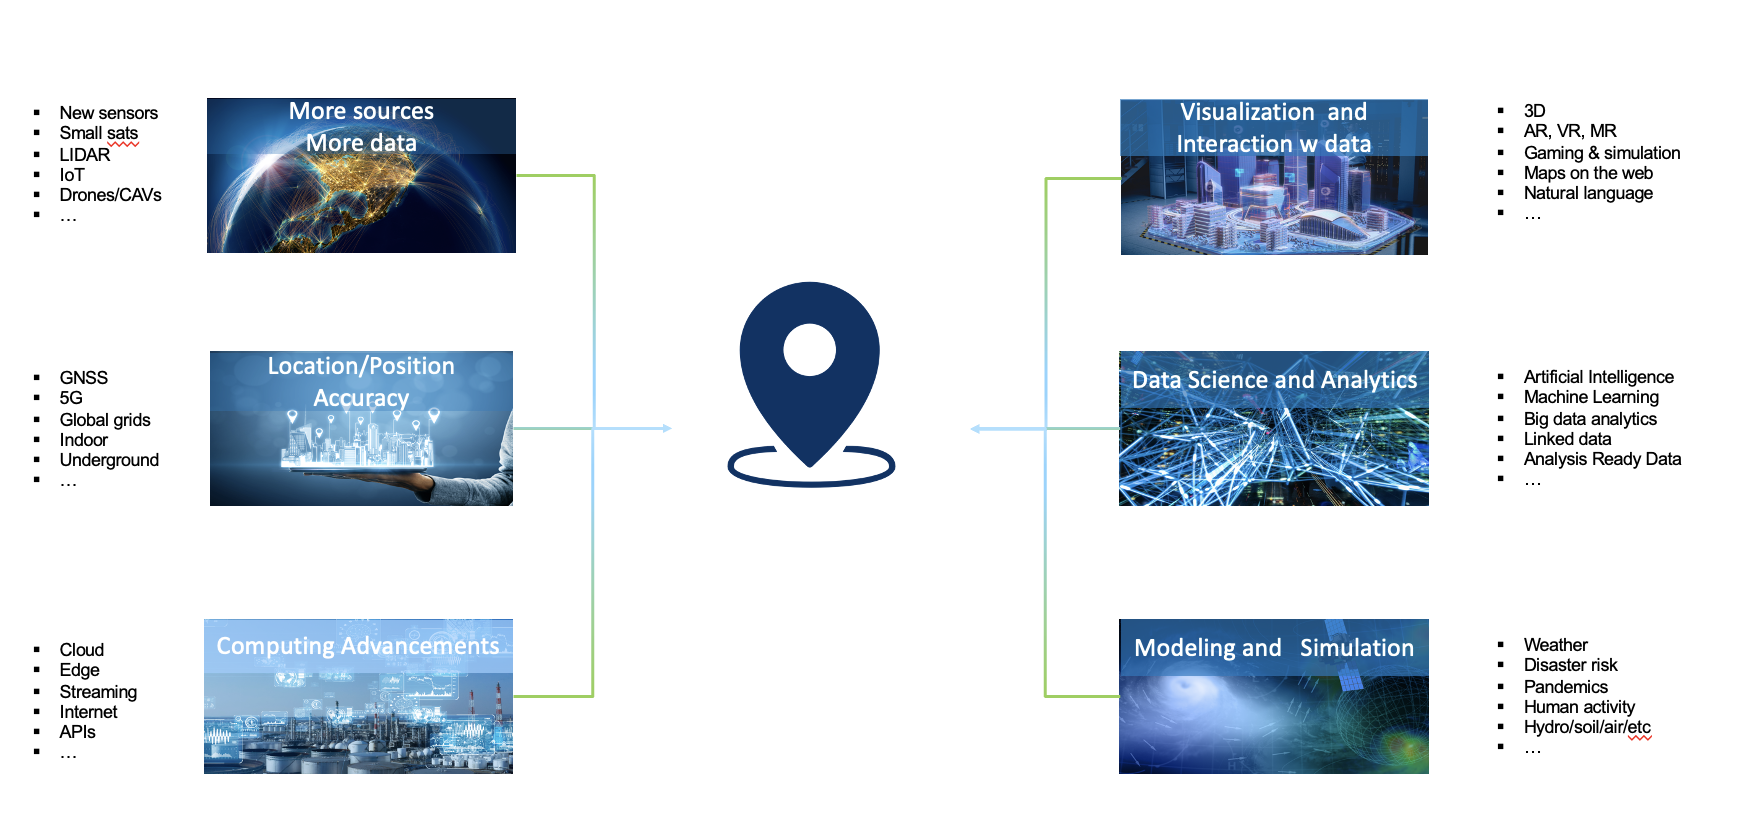 New sensors
Small sats
LIDAR
IoT
Drones/CAVs
…
More sources
More data
Visualization and
Interaction w data
3D
AR, VR, MR
Gaming & simulation
Maps on the web
Natural language
…
GNSS
5G
Global grids
Indoor
Underground
…
Location/Position
Accuracy
Data Science and Analytics
Artificial Intelligence
Machine Learning
Big data analytics
Linked data
Analysis Ready Data
…
Cloud
Edge
Streaming
Internet
APIs
…
Computing Advancements
Modeling and Simulation
Weather
Disaster risk
Pandemics
Human activity
Hydro/soil/air/etc
…